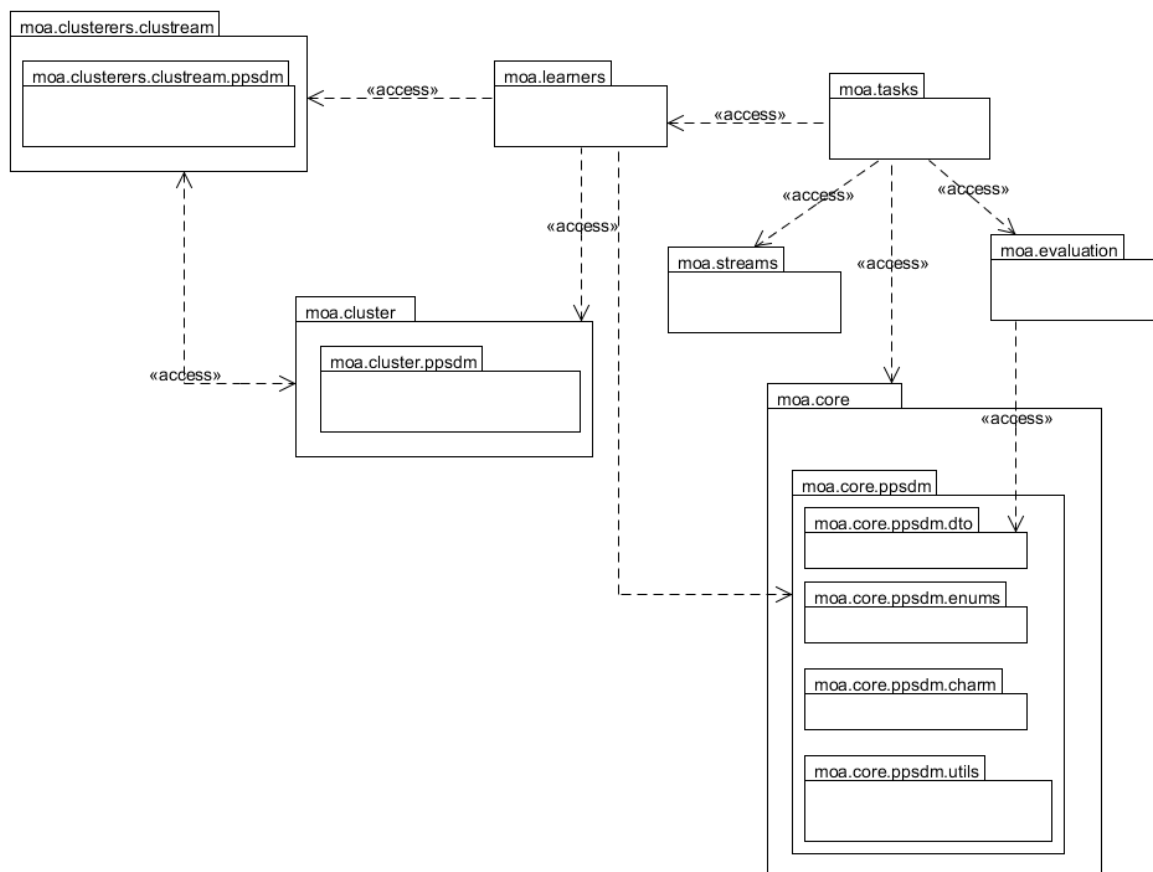 moa.clusterers.clustream
moa.clusterers.clustream.ppsdm
moa.learners
moa.tasks
«access»
«access»
«access»
«access»
«access»
«access»
moa.streams
moa.evaluation
moa.cluster
moa.cluster.ppsdm
«access»
moa.core
«access»
moa.core.ppsdm
moa.core.ppsdm.dto
moa.core.ppsdm.enums
moa.core.ppsdm.charm
moa.core.ppsdm.utils